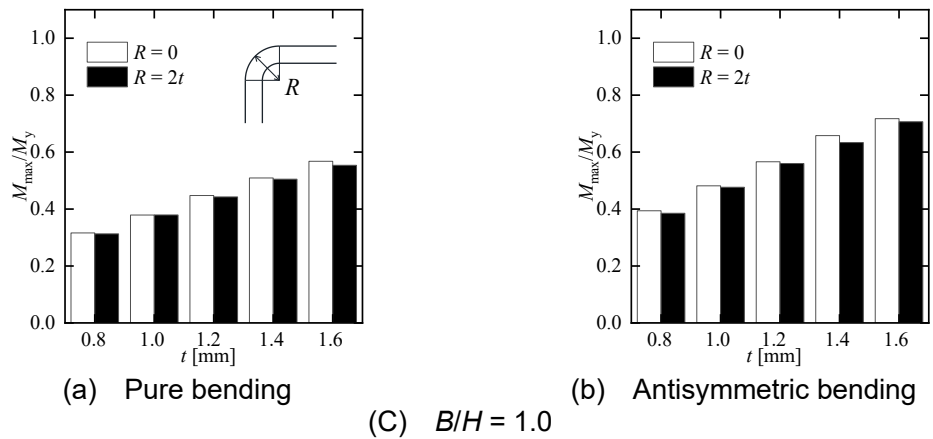 1.0
0.8
0.6
0.4
0.2
0.0
M_max/M_y
R = 0
R = 2t
R
0.8 1.0 1.2 1.4 1.6
t [mm]
(a) Pure bending
1.0
0.8
0.6
0.4
0.2
0.0
M_max/M_y
R = 0
R = 2t
0.8 1.0 1.2 1.4 1.6
t [mm]
(b) Antisymmetric bending
(C) B/H = 1.0